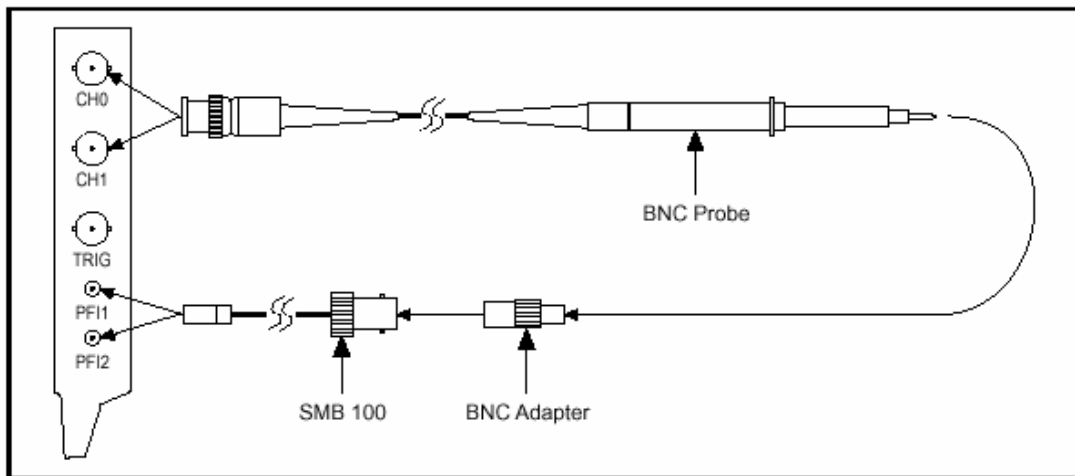 CH0
CH1
TRIG
PFI1
PFI2
BNC Probe
SMB 100
BNC Adapter